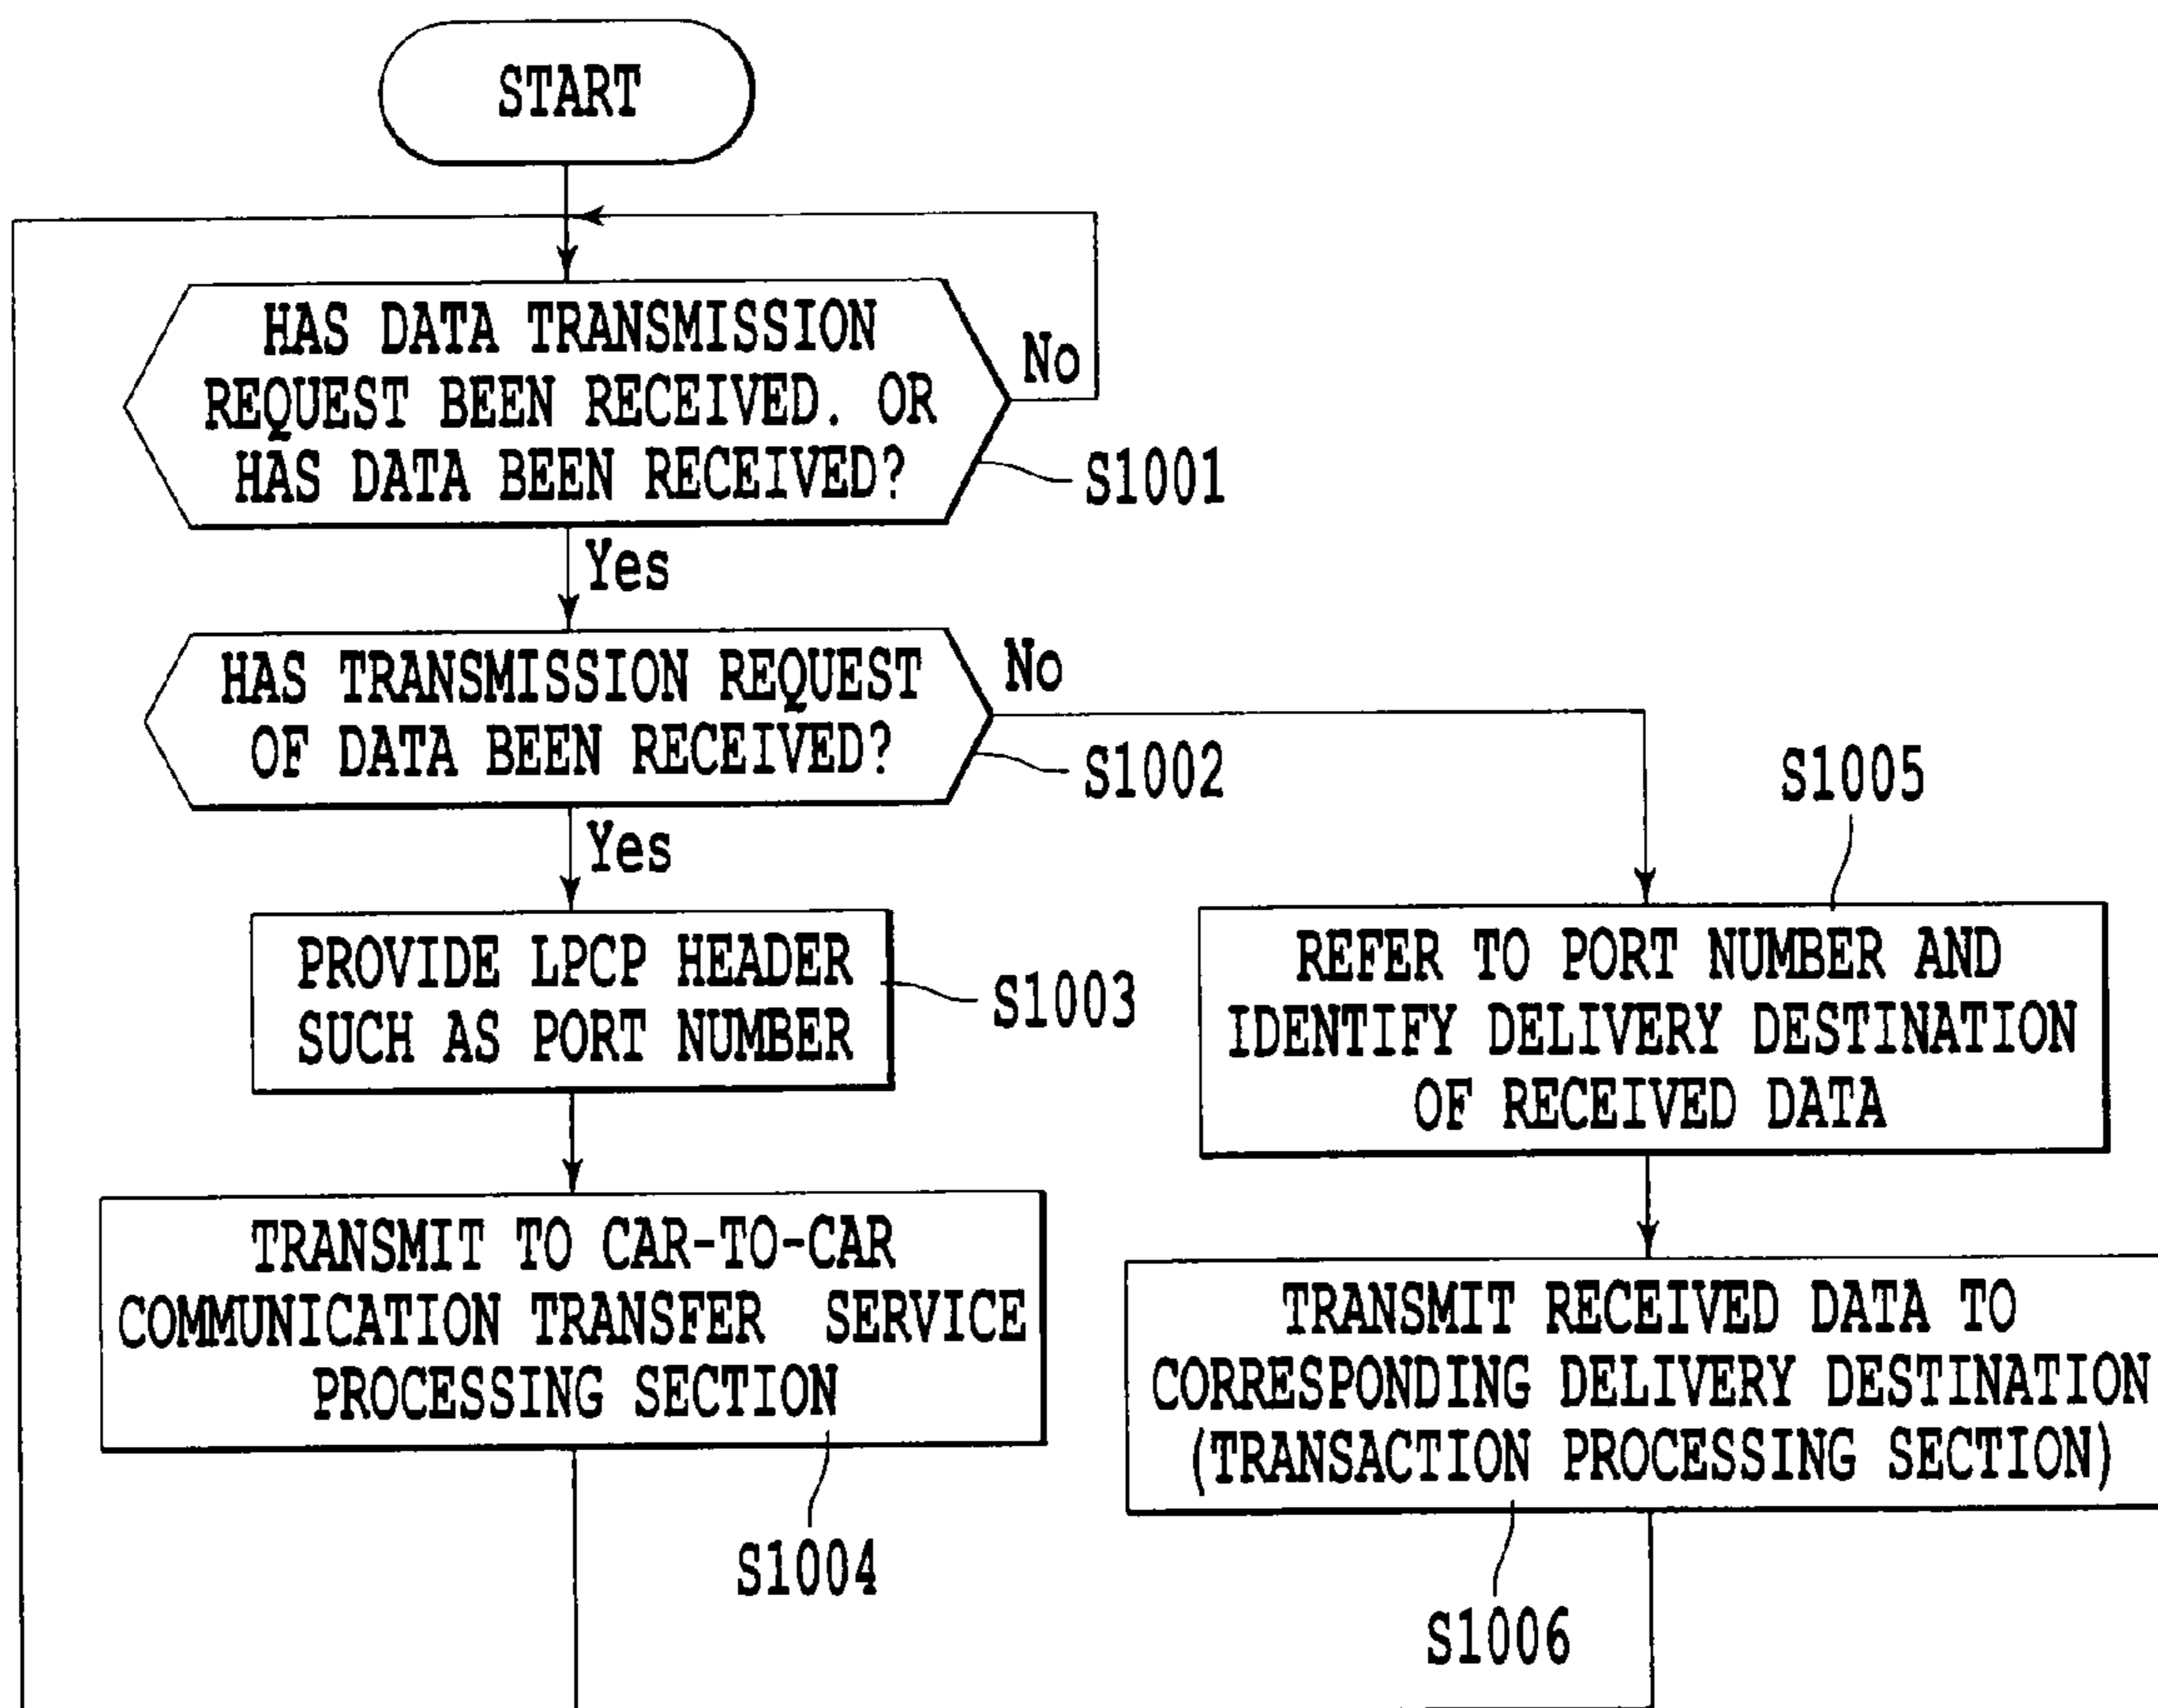 START
HAS DATA TRANSMISSION
REQUEST BEEN RECEIVED. OR
HAS DATA BEEN RECEIVED?
No
S1001
Yes
HAS TRANSMISSION REQUEST
OF DATA BEEN RECEIVED?
No
S1002
Yes
PROVIDE LPCP HEADER
SUCH AS PORT NUMBER
S1003
TRANSMIT TO CAR-TO-CAR
COMMUNICATION TRANSFER SERVICE
PROCESSING SECTION
S1004
S1005
REFER TO PORT NUMBER AND
IDENTIFY DELIVERY DESTINATION
OF RECEIVED DATA
TRANSMIT RECEIVED DATA TO
CORRESPONDING DELIVERY DESTINATION
(TRANSACTION PROCESSING SECTION)
S1006